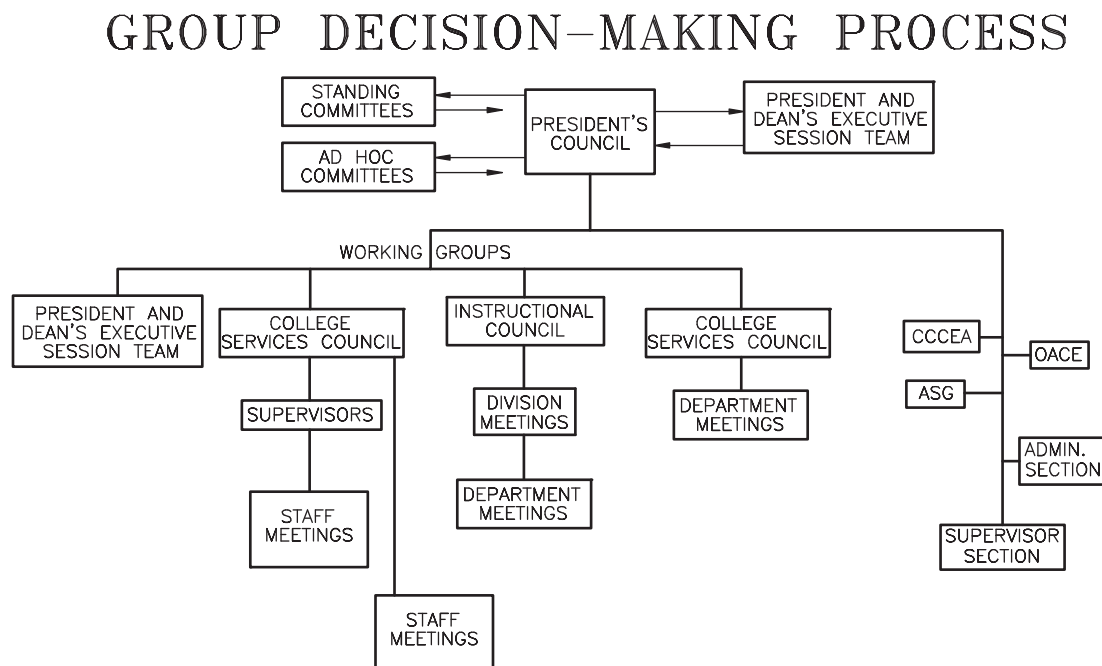 GROUP DECISION-MAKING PROCESS
STANDING
COMMITTEES
PRESIDENT'S
COUNCIL
PRESIDENT AND
DEAN'S EXECUTIVE
SESSION TEAM
AD HOC
COMMITTEES
WORKING GROUPS
PRESIDENT AND
DEAN'S EXECUTIVE
SESSION TEAM
COLLEGE
SERVICES COUNCIL
INSTRUCTIONAL
COUNCIL
COLLEGE
SERVICES COUNCIL
CCCEA
OACE
ASG
ADMIN.
SECTION
SUPERVISOR
SECTION
SUPERVISORS
DIVISION
MEETINGS
DEPARTMENT
MEETINGS
STAFF
MEETINGS
DEPARTMENT
MEETINGS
STAFF
MEETINGS